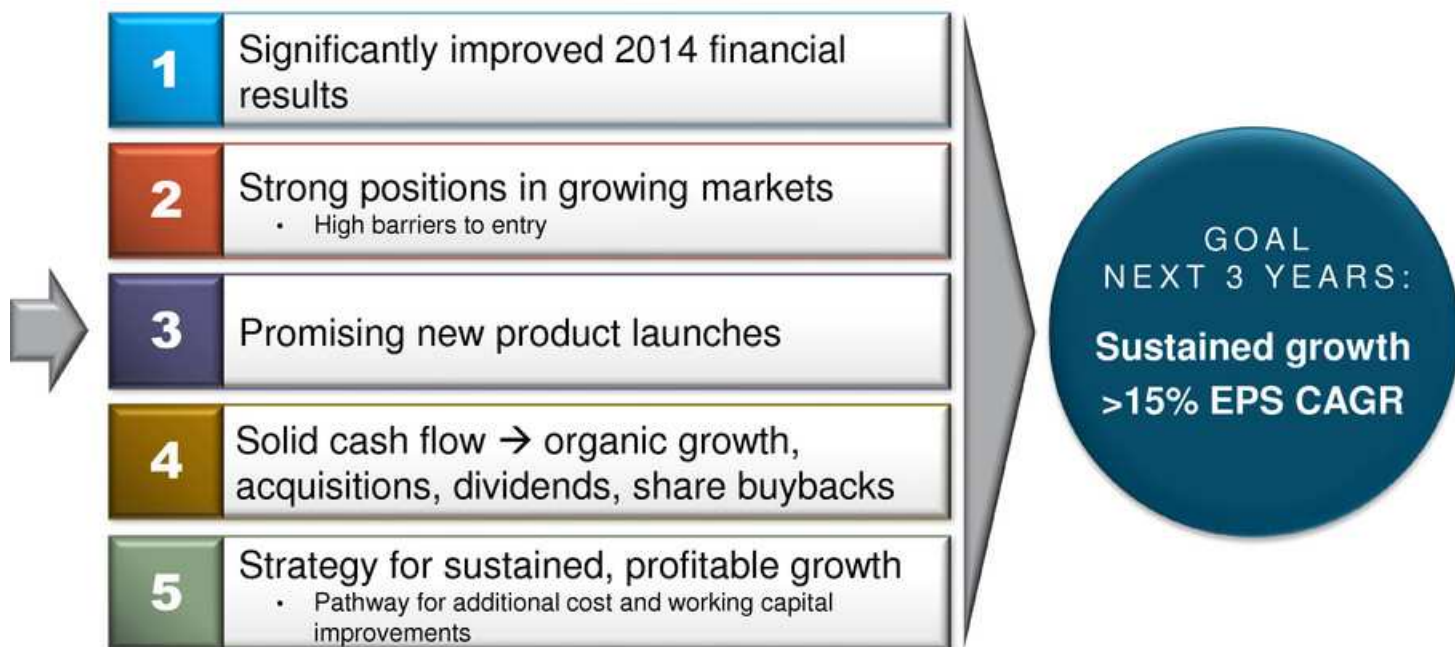 1
Significantly improved 2014 financial
results
2
Strong positions in growing markets
• High barriers to entry
3
Promising new product launches
4
Solid cash flow → organic growth,
acquisitions, dividends, share buybacks
5
Strategy for sustained, profitable growth
• Pathway for additional cost and working capital
improvements
GOAL
NEXT 3 YEARS:
Sustained growth
>15% EPS CAGR